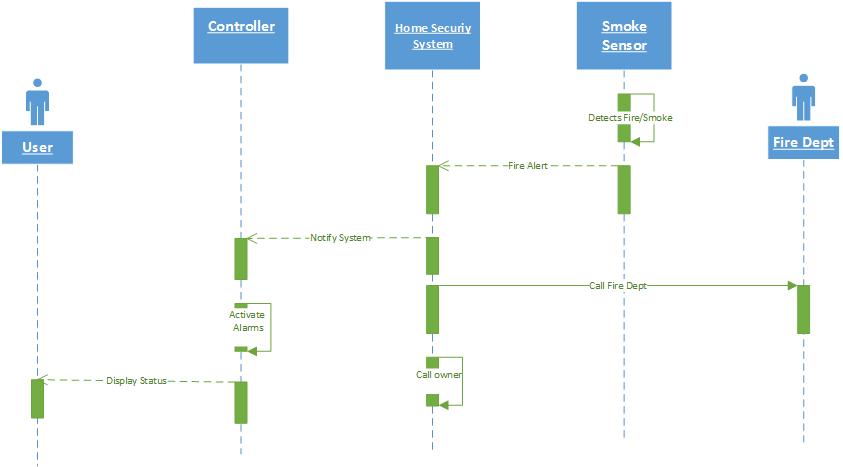 Controller
Home Securiy
System
Smoke
Sensor
User
Fire Dept
Detects Fire/Smoke
Fire Alert
Notify System
Call Fire Dept
Activate
Alarms
Call owner
Display Status